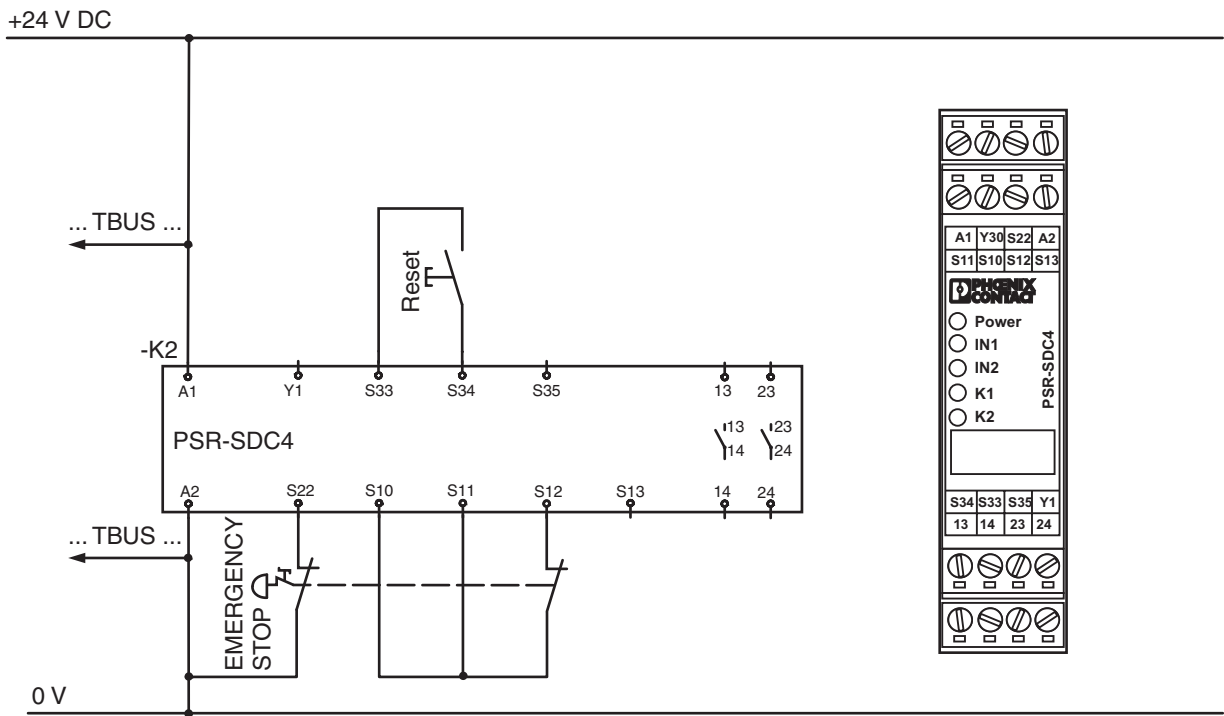 +24 V DC
... TBUS ...
Reset
-K2
A1 Y1 S33 S34 S35 13 23
PSR-SDC4
13 23
14 24
A2 S22 S10 S11 S12 S13 14 24
... TBUS ...
EMERGENCY
STOP
0 V
A1 Y30 S22 A2
S11 S10 S12 S13
PHOENIX
CONTACT
Power
IN1
IN2
K1
K2
PSR-SDC4
S34 S33 S35 Y1
13 14 23 24